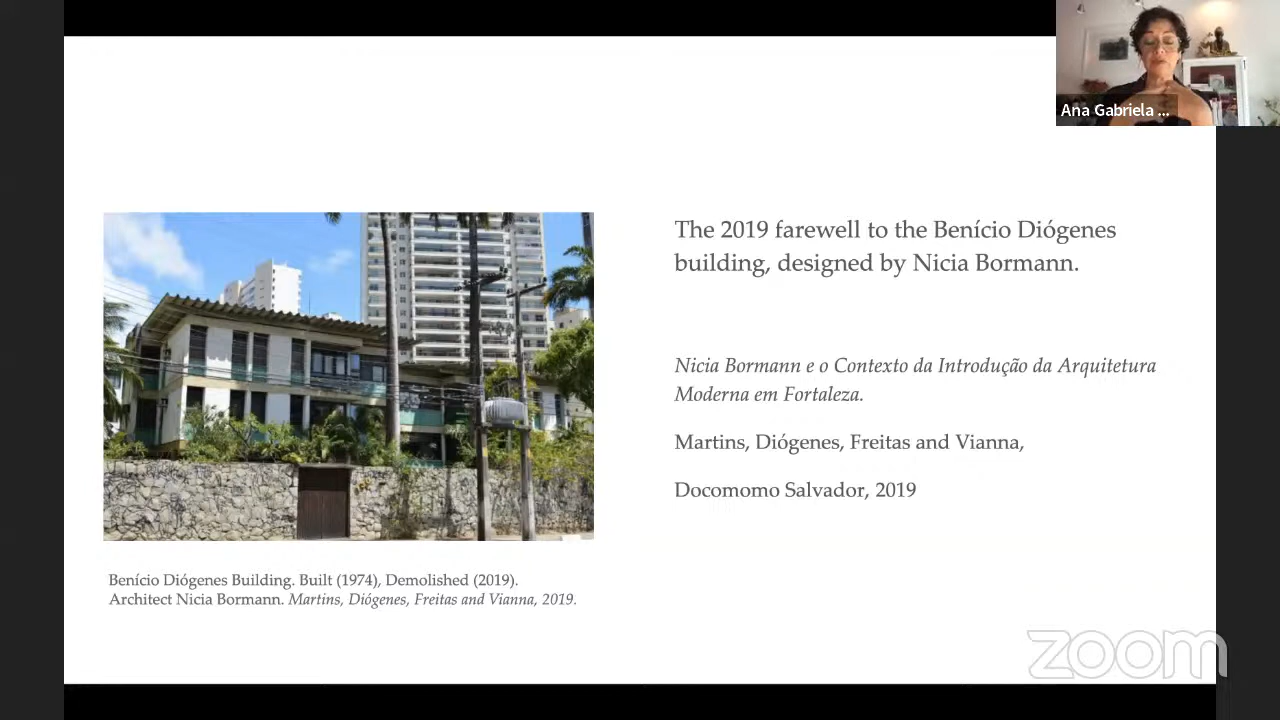 Ana Gabriela ...
The 2019 farewell to the Benício Diógenes
building, designed by Nicia Bormann.
Nicia Bormann e o Contexto da Introdução da Arquitetura
Moderna em Fortaleza.
Martins, Diógenes, Freitas and Vianna,
Docomomo Salvador, 2019
Benício Diógenes Building. Built (1974), Demolished (2019).
Architect Nicia Bormann. Martins, Diógenes, Freitas and Vianna, 2019.
zoom